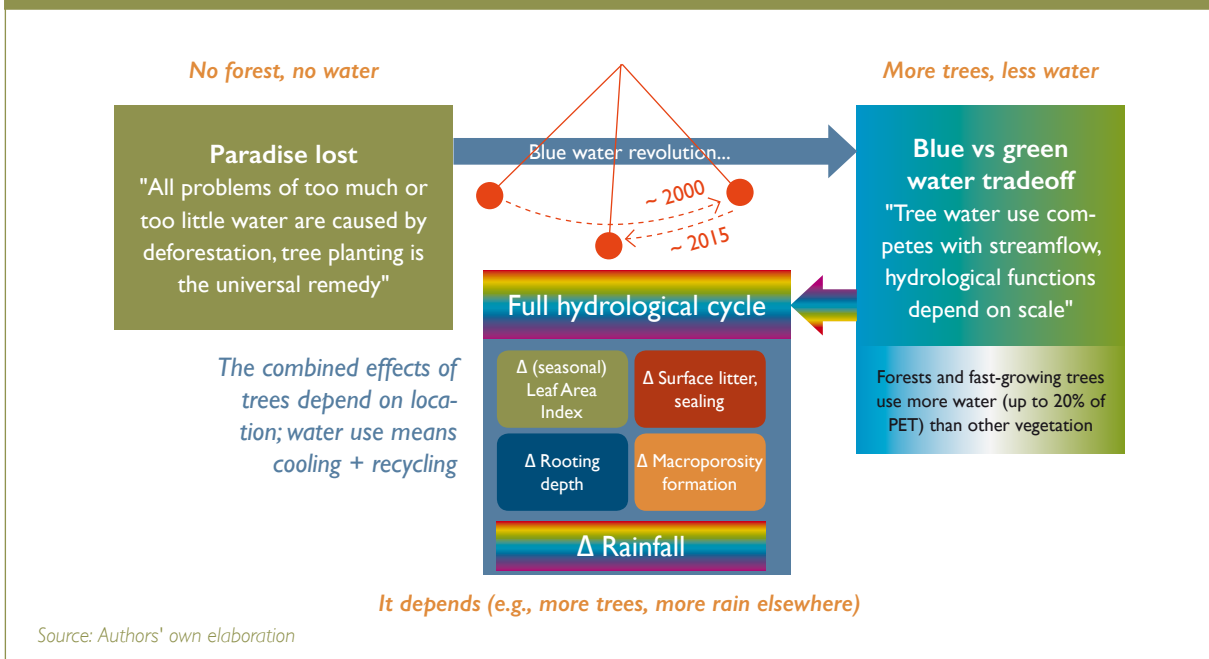 No forest, no water
More trees, less water
Paradise lost
"All problems of too much or
too little water are caused by
deforestation, tree planting is
the universal remedy"
Blue water revolution...
~ 2000
~ 2015
Blue vs green
water tradeoff
"Tree water use com-
petes with streamflow,
hydrological functions
depend on scale"
Forests and fast-growing trees
use more water (up to 20% of
PET) than other vegetation
Full hydrological cycle
The combined effects of
trees depend on loca-
tion; water use means
cooling + recycling
Δ (seasonal)
Leaf Area
Index
Δ Surface litter,
sealing
Δ Rooting
depth
Δ Macroporosity
formation
Δ Rainfall
It depends (e.g., more trees, more rain elsewhere)
Source: Authors' own elaboration